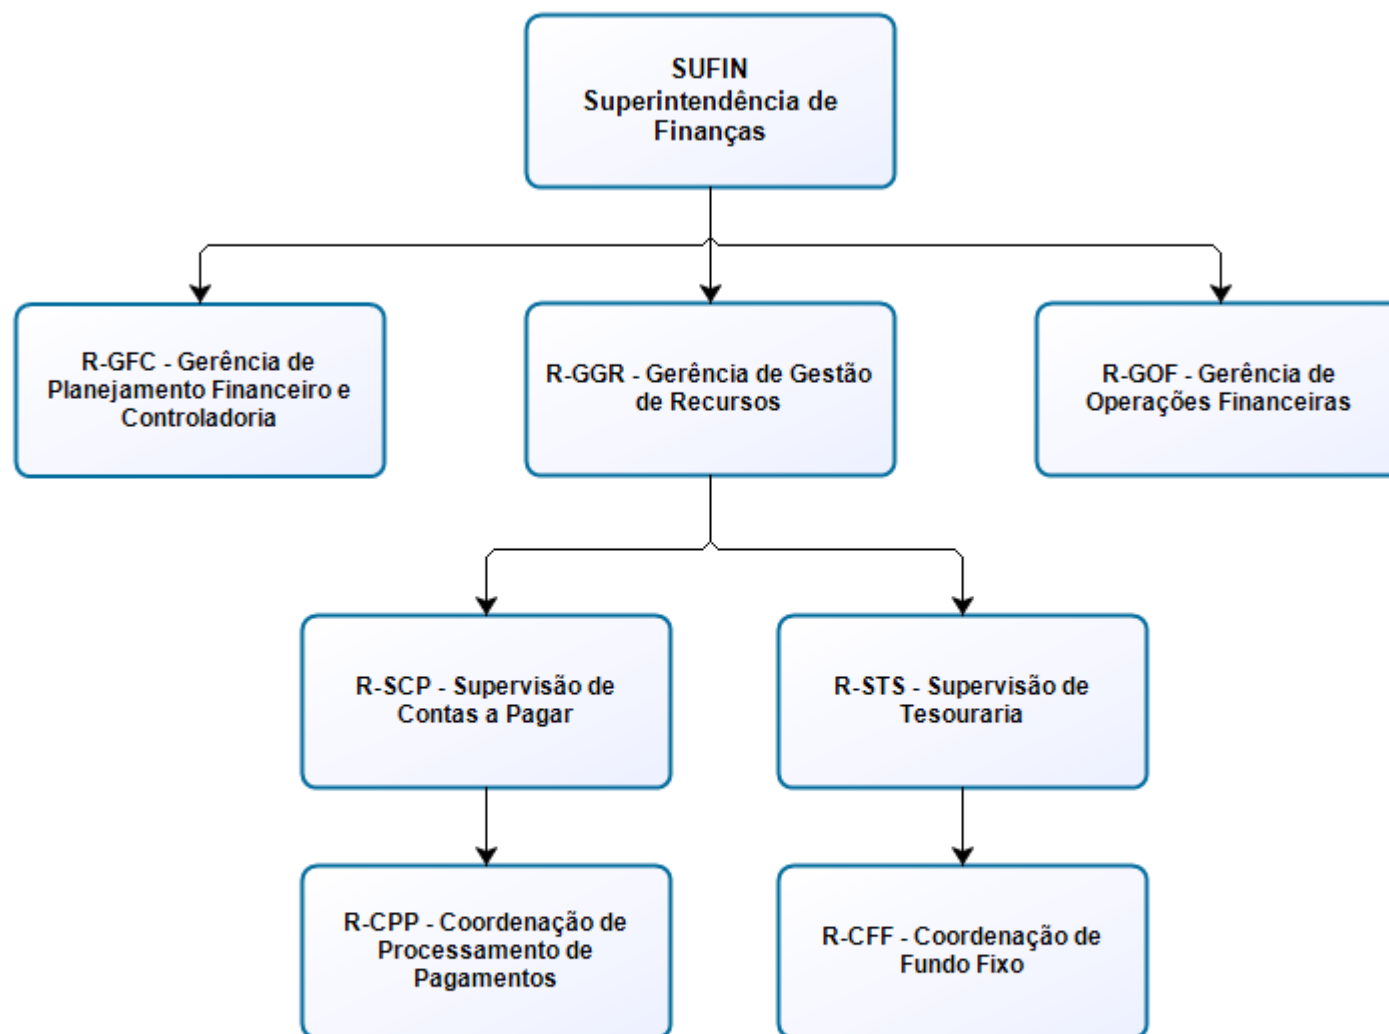 SUFIN
Superintendência de
Finanças
R-GFC - Gerência de
Planejamento Financeiro e
Controladoria
R-GGR - Gerência de Gestão
de Recursos
R-GOF - Gerência de
Operações Financeiras
R-SCP - Supervisão de
Contas a Pagar
R-STS - Supervisão de
Tesouraria
R-CPP - Coordenação de
Processamento de
Pagamentos
R-CFF - Coordenação de
Fundo Fixo